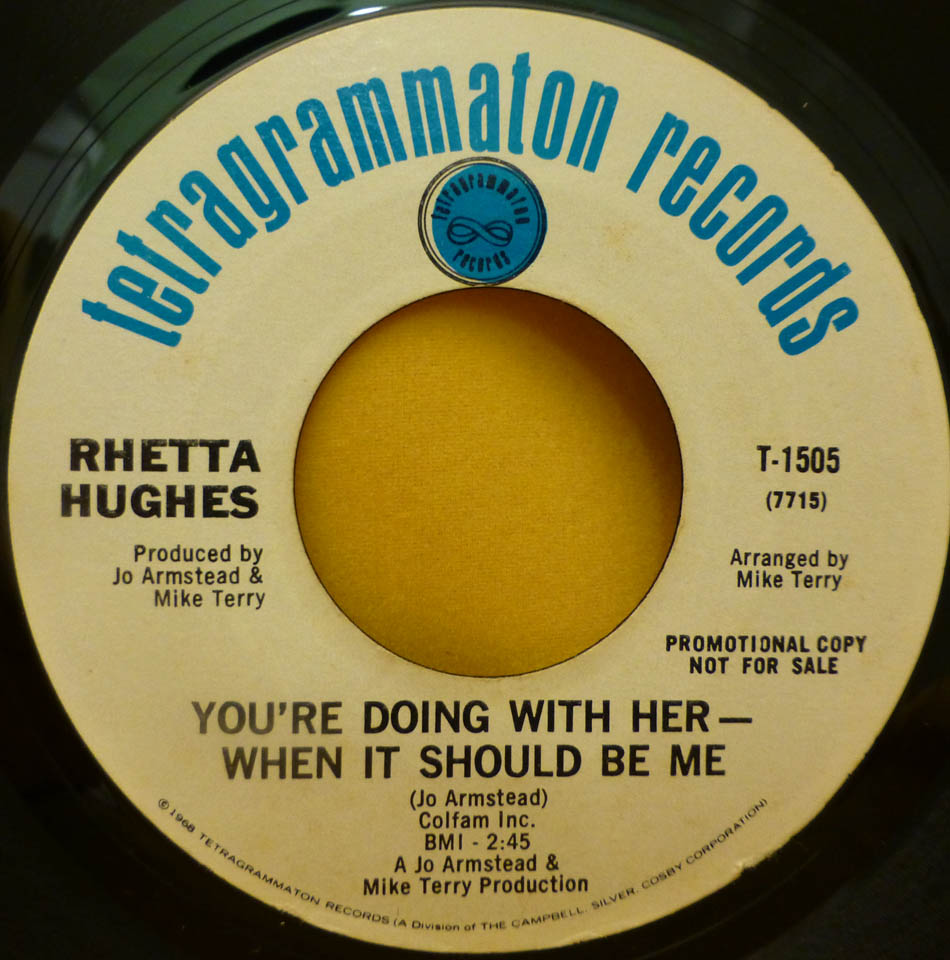 tetragrammaton records
tetragrammaton
records
RHETTA
HUGHES
Produced by
Jo Armstead &
Mike Terry
T-1505
(7715)
Arranged by
Mike Terry
PROMOTIONAL COPY
NOT FOR SALE
YOU'RE DOING WITH HER—
WHEN IT SHOULD BE ME
(Jo Armstead)
Colfam Inc.
BMI - 2:45
A Jo Armstead &
Mike Terry Production
©1968 TETRAGRAMMATON RECORDS (A Division of THE CAMPBELL, SILVER, COSBY CORPORATION)